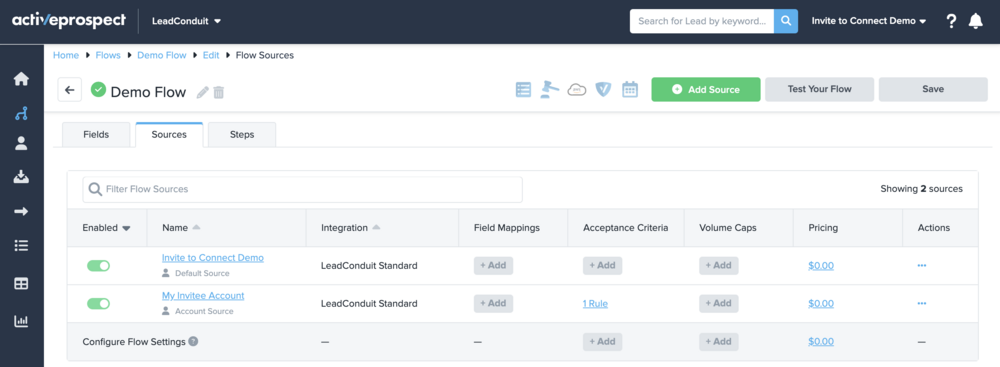 activeprospect
LeadConduit
Search for Lead by keyword...
Invite to Connect Demo
?
Home Flows Demo Flow Edit Flow Sources
Demo Flow
Add Source
Test Your Flow
Save
Fields
Sources
Steps
Filter Flow Sources
Showing 2 sources
Enabled Name Integration Field Mappings Acceptance Criteria Volume Caps Pricing Actions
Invite to Connect Demo
Default Source
LeadConduit Standard + Add + Add + Add $0.00 ...
My Invitee Account
Account Source
LeadConduit Standard + Add 1 Rule + Add $0.00 ...
Configure Flow Settings ? — — + Add + Add $0.00 —